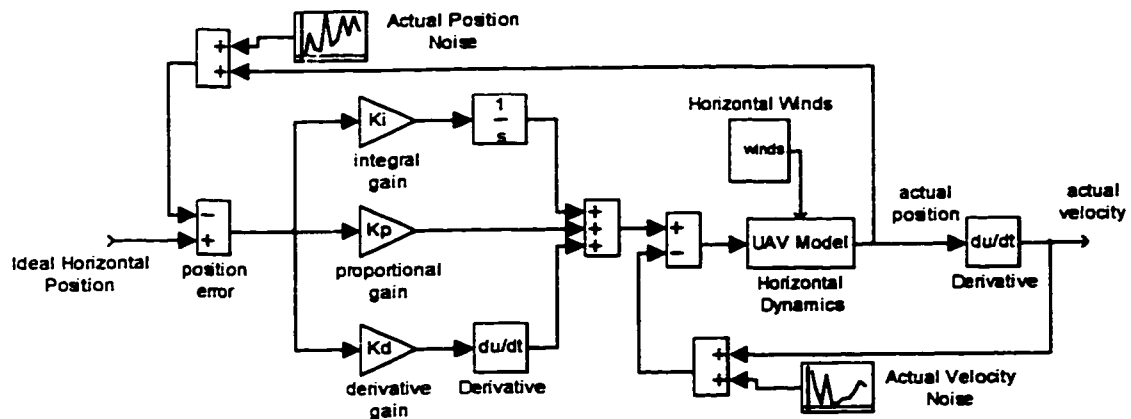 Actual Position
Noise
+
+
Horizontal Winds
Ki
1
s
winds
integral
gain
actual
position
actual
velocity
−
+
Kp
+
+
+
+
−
UAV Model
du/dt
Ideal Horizontal
Position
position
error
proportional
gain
Horizontal
Dynamics
Derivative
Kd
du/dt
+
+
derivative
gain
Derivative
Actual Velocity
Noise